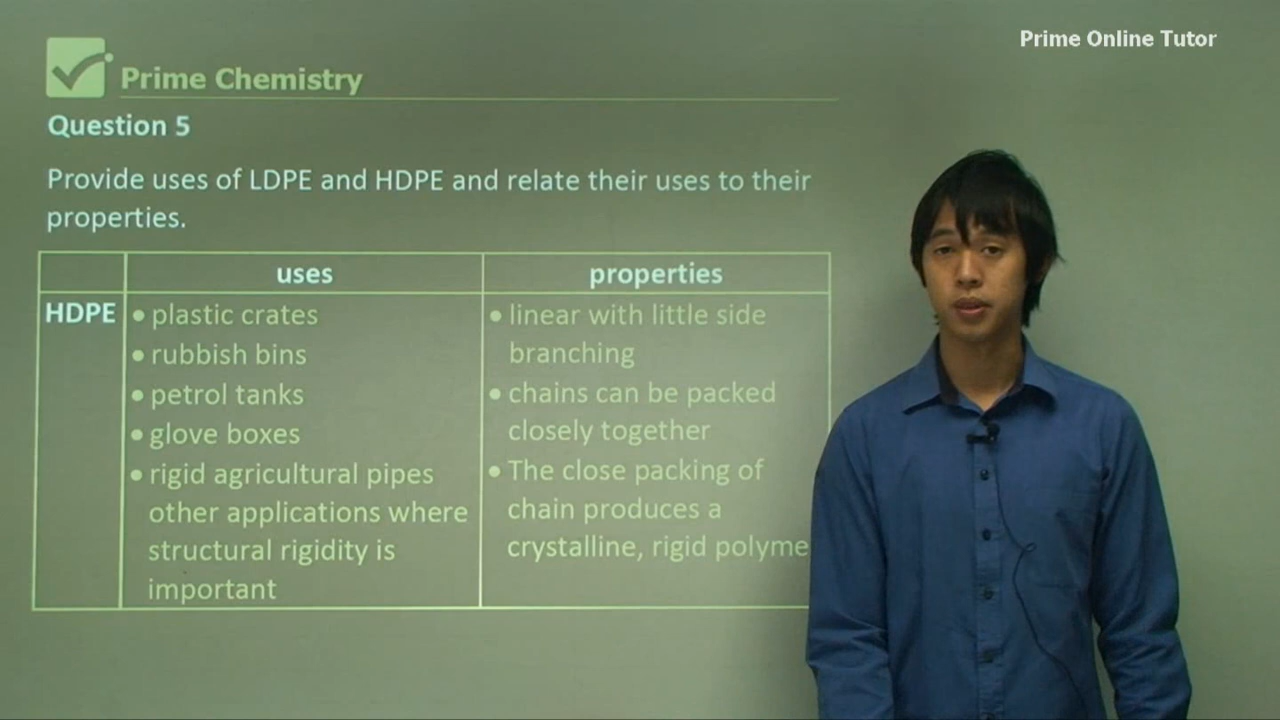 Prime Online Tutor
Prime Chemistry
Question 5
Provide uses of LDPE and HDPE and relate their uses to their
properties.
uses
properties
HDPE
• plastic crates
• rubbish bins
• petrol tanks
• glove boxes
• rigid agricultural pipes
other applications where
structural rigidity is
important
• linear with little side
branching
• chains can be packed
closely together
• The close packing of
chain produces a
crystalline, rigid polyme